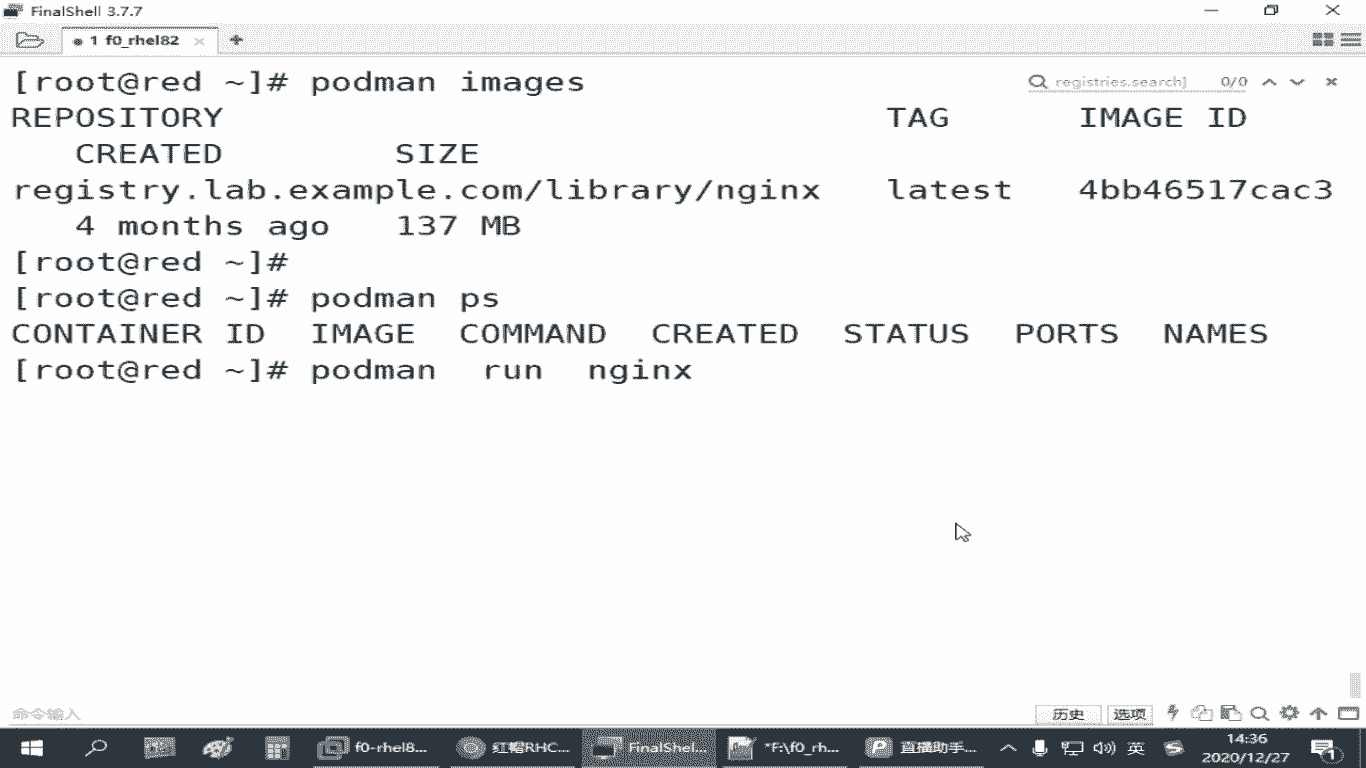 FinalShell 3.7.7
1 f0_rhel82
[root@red ~]# podman images
registries.search] 0/0
REPOSITORY TAG IMAGE ID
CREATED SIZE
registry.lab.example.com/library/nginx latest 4bb46517cac3
4 months ago 137 MB
[root@red ~]#
[root@red ~]# podman ps
CONTAINER ID IMAGE COMMAND CREATED STATUS PORTS NAMES
[root@red ~]# podman run nginx
命令输入
历史 选项
f0-rhel8... 红帽RHC... FinalShel... *F:\f0_rh... 直播助手... 英 14:36
2020/12/27